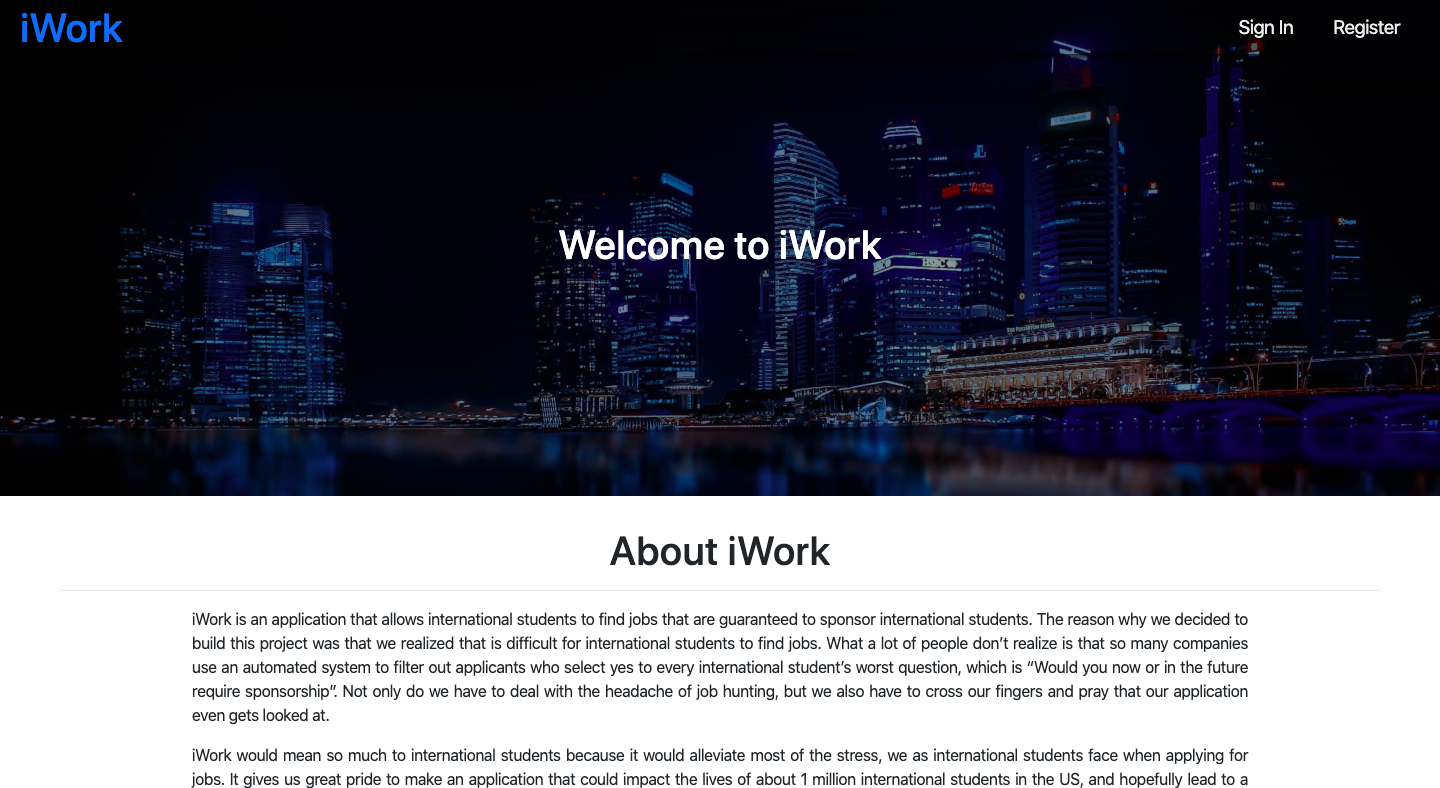 iWork
Sign In
Register
Welcome to iWork
HSBC
About iWork
iWork is an application that allows international students to find jobs that are guaranteed to sponsor international students. The reason why we decided to
build this project was that we realized that is difficult for international students to find jobs. What a lot of people don’t realize is that so many companies
use an automated system to filter out applicants who select yes to every international student’s worst question, which is “Would you now or in the future
require sponsorship”. Not only do we have to deal with the headache of job hunting, but we also have to cross our fingers and pray that our application
even gets looked at.
iWork would mean so much to international students because it would alleviate most of the stress, we as international students face when applying for
jobs. It gives us great pride to make an application that could impact the lives of about 1 million international students in the US, and hopefully lead to a